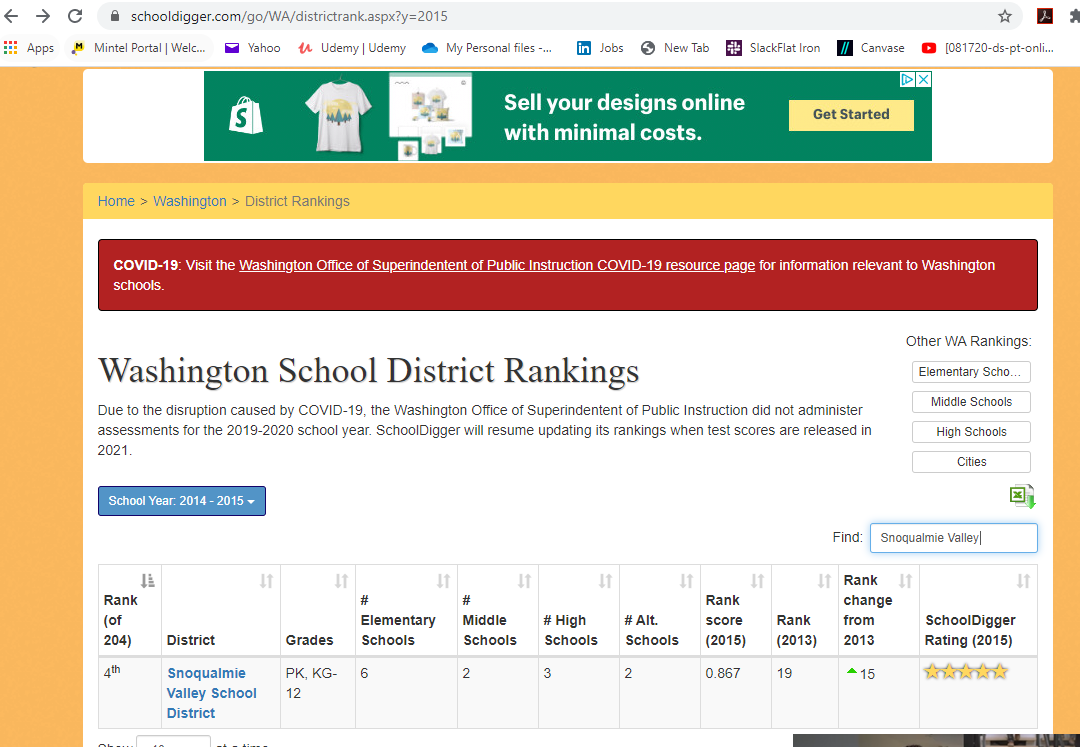 schooldigger.com/go/WA/districtrank.aspx?y=2015
Apps Mintel Portal | Welc... Yahoo Udemy | Udemy My Personal files -... Jobs New Tab SlackFlat Iron Canvase [081720-ds-pt-onli...
Sell your designs online
with minimal costs.
Get Started
Home > Washington > District Rankings
COVID-19: Visit the Washington Office of Superindentent of Public Instruction COVID-19 resource page for information relevant to Washington
schools.
Other WA Rankings:
Elementary Scho...
Middle Schools
High Schools
Cities
Washington School District Rankings
Due to the disruption caused by COVID-19, the Washington Office of Superindentent of Public Instruction did not administer
assessments for the 2019-2020 school year. SchoolDigger will resume updating its rankings when test scores are released in
2021.
School Year: 2014 - 2015
Find: Snoqualmie Valley
Rank (of 204) District Grades # Elementary Schools # Middle Schools # High Schools # Alt. Schools Rank score (2015) Rank (2013) Rank change from 2013 SchoolDigger Rating (2015)
4th Snoqualmie Valley School District PK, KG-12 6 2 3 2 0.867 19 15
Show 10 at a time